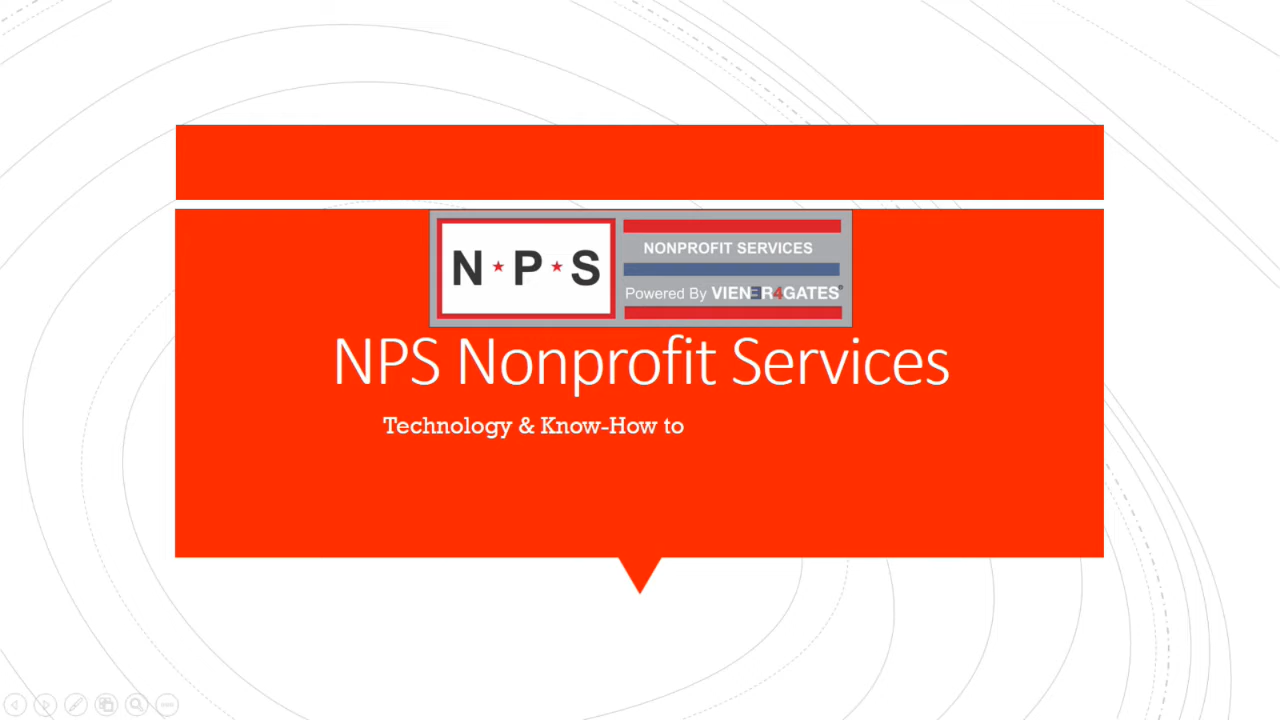 N★P★S
NONPROFIT SERVICES
Powered By VIENER4GATES®
NPS Nonprofit Services
Technology & Know-How to